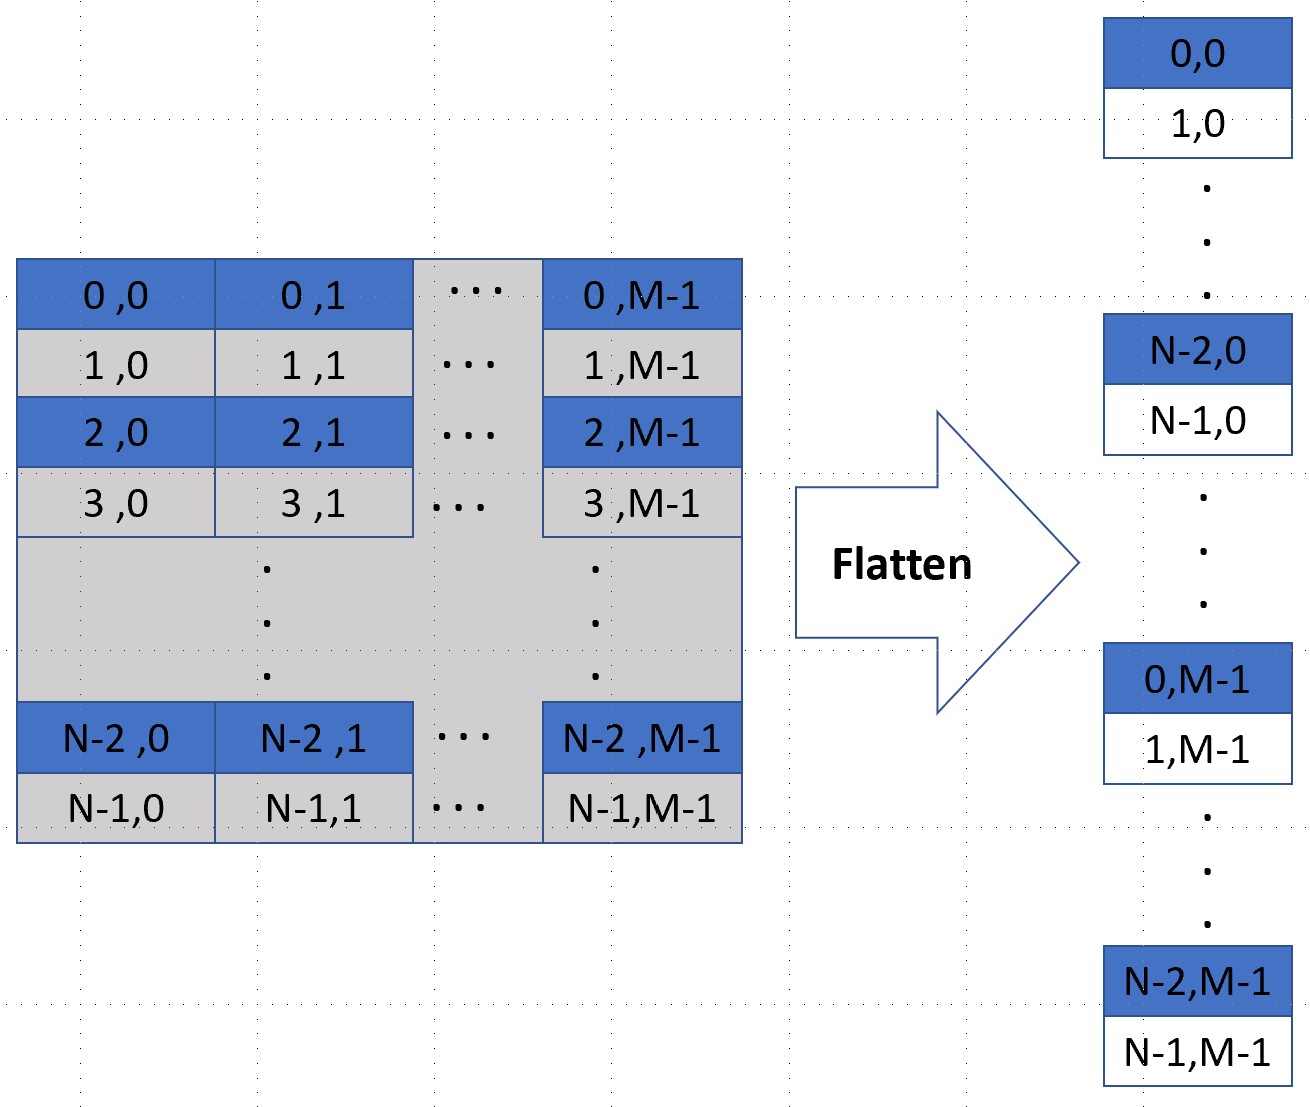 0 ,0 0 ,1 ... 0 ,M-1
1 ,0 1 ,1 ... 1 ,M-1
2 ,0 2 ,1 ... 2 ,M-1
3 ,0 3 ,1 ... 3 ,M-1
. .
. .
. .
N-2 ,0 N-2 ,1 ... N-2 ,M-1
N-1,0 N-1,1 ... N-1,M-1
Flatten
0,0
1,0
.
.
.
N-2,0
N-1,0
.
.
.
0,M-1
1,M-1
.
.
.
N-2,M-1
N-1,M-1